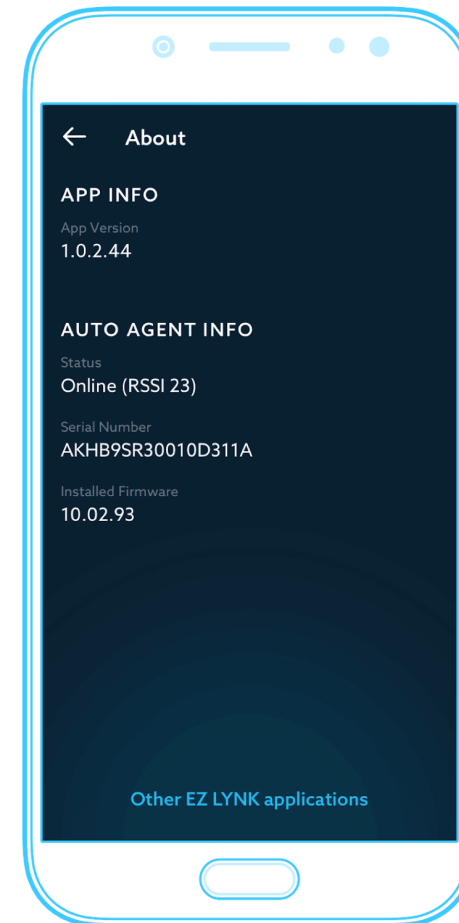 About
APP INFO
App Version
1.0.2.44
AUTO AGENT INFO
Status
Online (RSSI 23)
Serial Number
AKHB9SR30010D311A
Installed Firmware
10.02.93
Other EZ LYNK applications